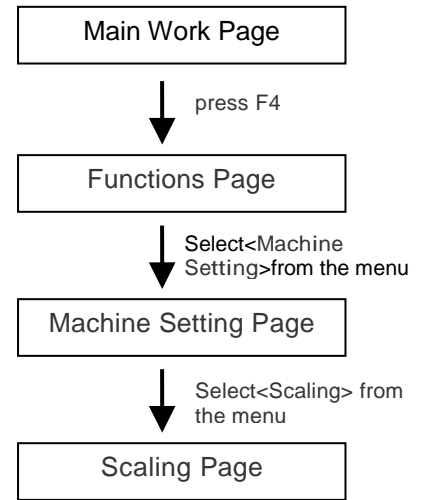 Main Work Page
press F4
Functions Page
Select<Machine
Setting>from the menu
Machine Setting Page
Select<Scaling> from
the menu
Scaling Page